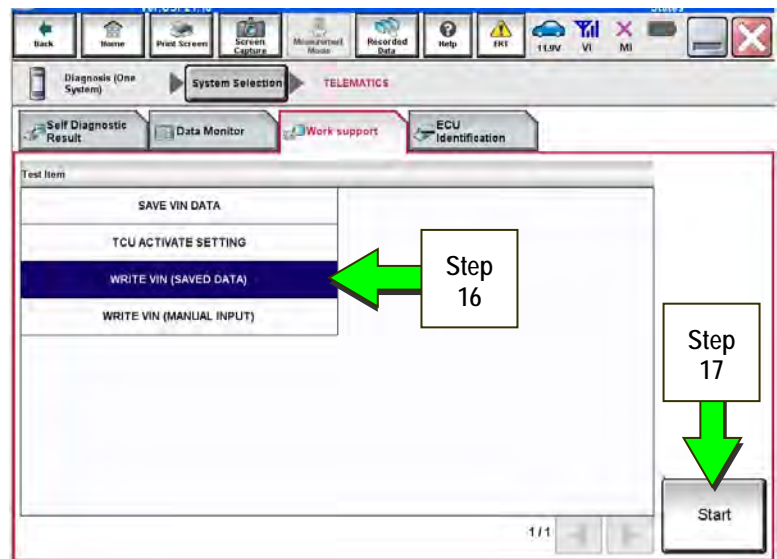 Back
Home
Print Screen
Screen
Capture
Measurement
Mode
Recorded
Data
Help
ERT
11.9V
VI
MI
Diagnosis (One
System)
System Selection
TELEMATICS
Self Diagnostic
Result
Data Monitor
Work support
ECU
Identification
Test Item
SAVE VIN DATA
TCU ACTIVATE SETTING
WRITE VIN (SAVED DATA)
WRITE VIN (MANUAL INPUT)
Step
16
Step
17
Start
1/1